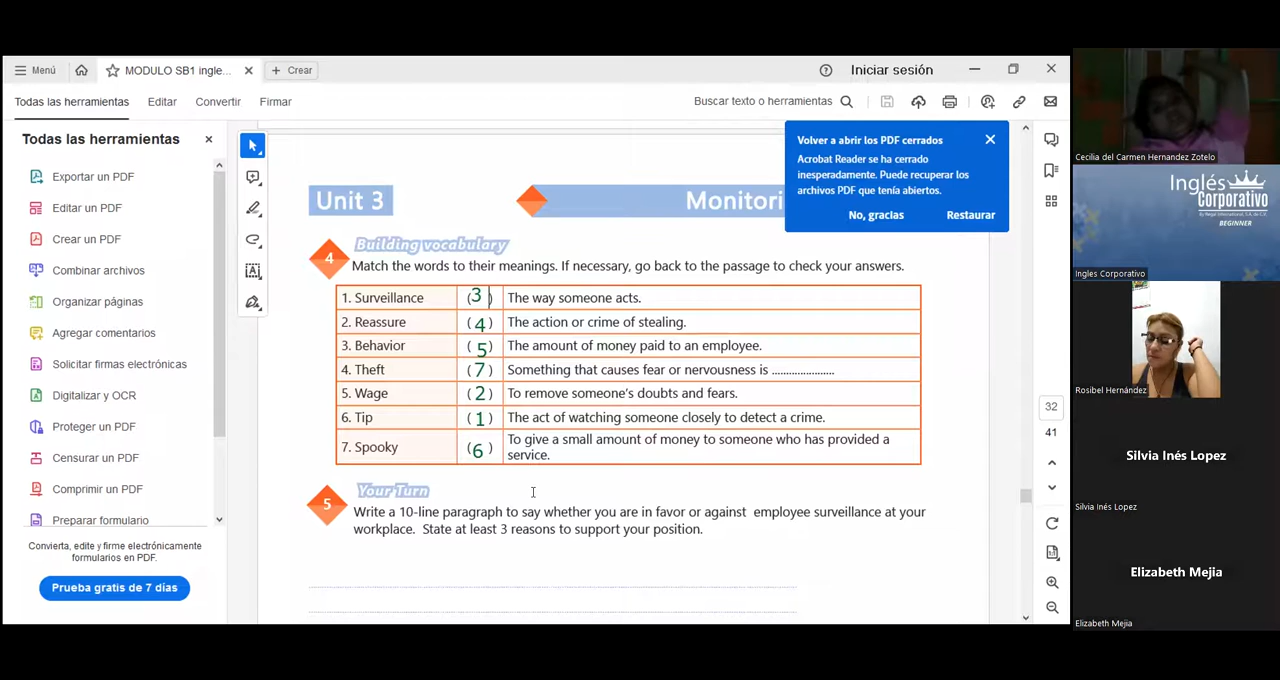 Menú
MODULO SB1 ingle...
Crear
Iniciar sesión
Todas las herramientas
Editar
Convertir
Firmar
Buscar texto o herramientas
Todas las herramientas
Exportar un PDF
Editar un PDF
Crear un PDF
Combinar archivos
Organizar páginas
Agregar comentarios
Solicitar firmas electrónicas
Digitalizar y OCR
Proteger un PDF
Censurar un PDF
Comprimir un PDF
Preparar formulario
Convierta, edite y firme electrónicamente
formularios en PDF.
Prueba gratis de 7 días
Volver a abrir los PDF cerrados
Acrobat Reader se ha cerrado
inesperadamente. Puede recuperar los
archivos PDF que tenía abiertos.
No, gracias
Restaurar
Unit 3
Monitori
4 Building vocabulary
Match the words to their meanings. If necessary, go back to the passage to check your answers.
1. Surveillance (3) The way someone acts.
2. Reassure (4) The action or crime of stealing.
3. Behavior (5) The amount of money paid to an employee.
4. Theft (7) Something that causes fear or nervousness is ......................
5. Wage (2) To remove someone's doubts and fears.
6. Tip (1) The act of watching someone closely to detect a crime.
7. Spooky (6) To give a small amount of money to someone who has provided a
service.
5 Your Turn
Write a 10-line paragraph to say whether you are in favor or against employee surveillance at your
workplace. State at least 3 reasons to support your position.
32
41
Cecilia del Carmen Hernandez Zotelo
Inglés
Corporativo
By Regal International, S.A. de C.V.
BEGINNER
Ingles Corporativo
Rosibel Hernández
Silvia Inés Lopez
Silvia Inés Lopez
Elizabeth Mejia
Elizabeth Mejia